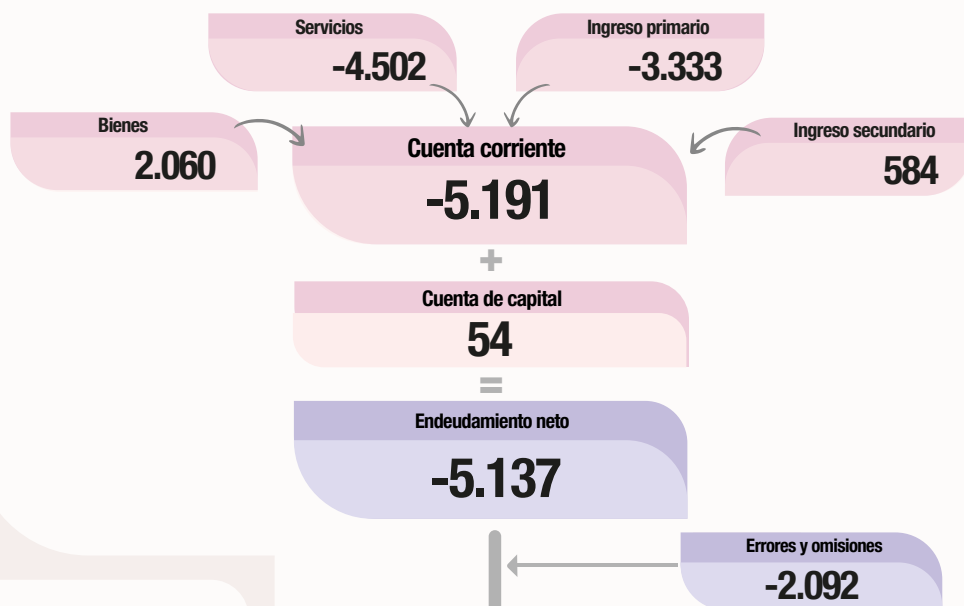 Servicios
-4.502
Ingreso primario
-3.333
Bienes
2.060
Cuenta corriente
-5.191
Ingreso secundario
584
+
Cuenta de capital
54
=
Endeudamiento neto
-5.137
Errores y omisiones
-2.092